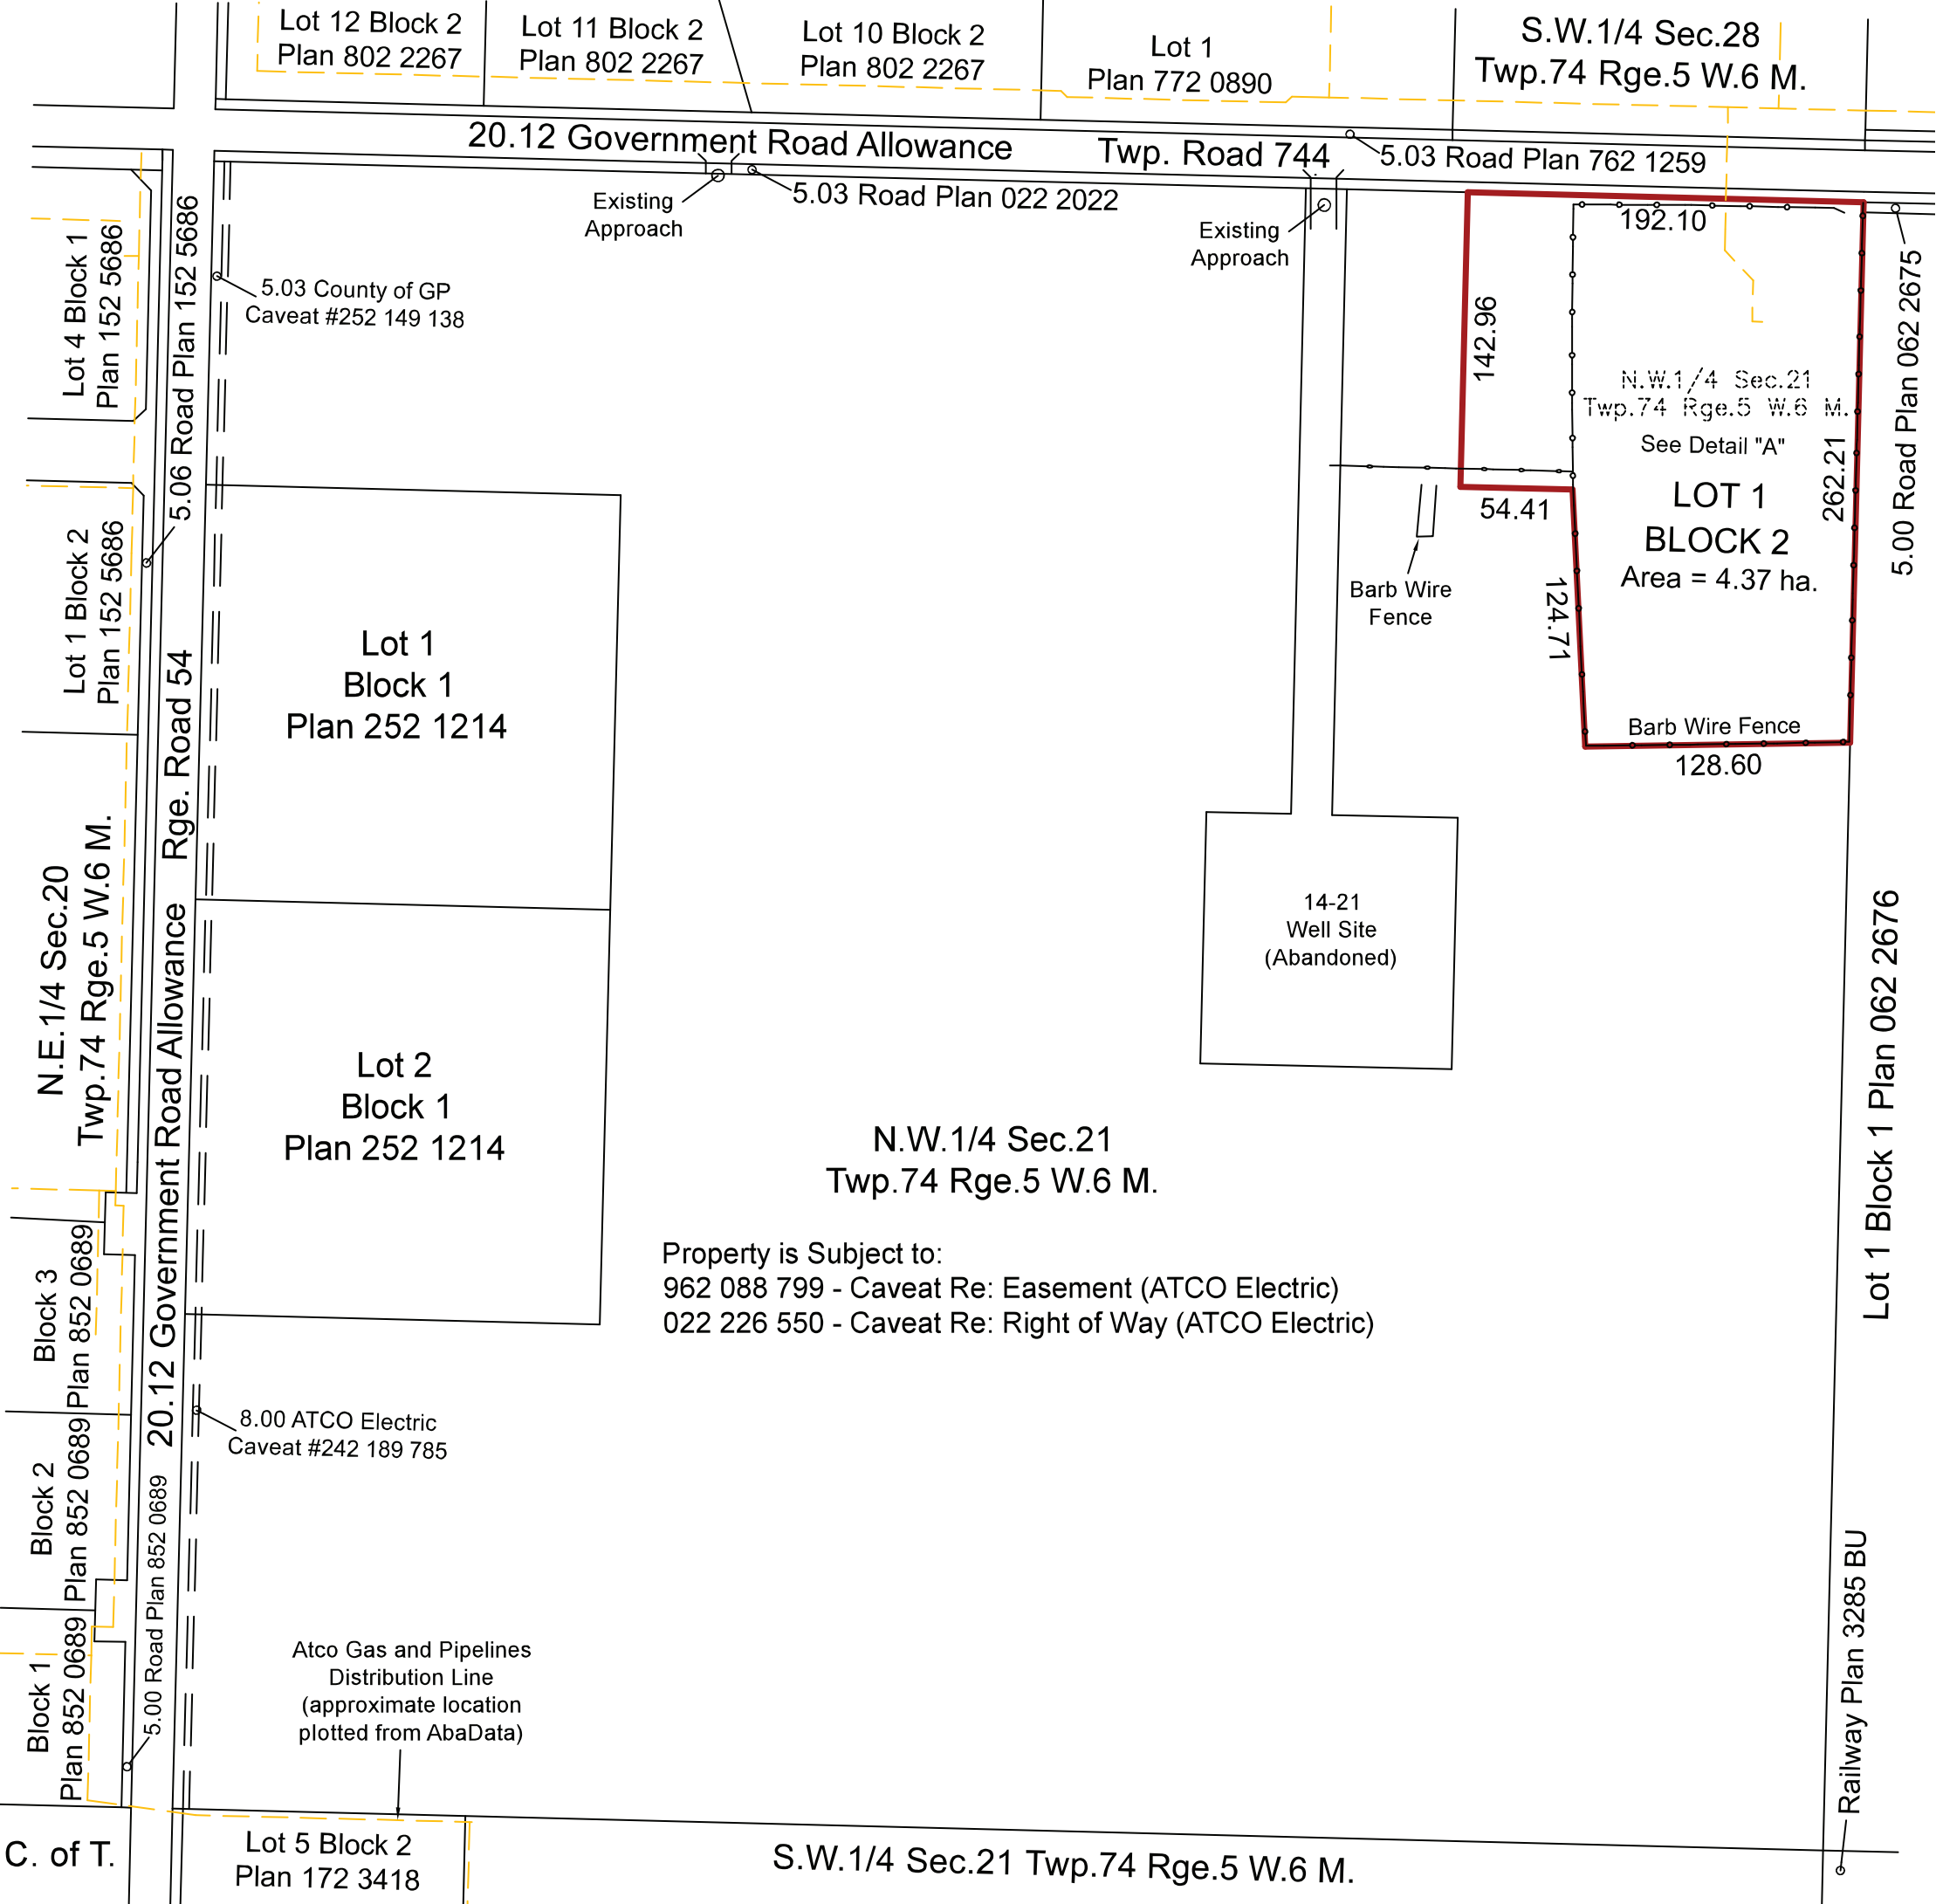 Lot 12 Block 2
Plan 802 2267
Lot 11 Block 2
Plan 802 2267
Lot 10 Block 2
Plan 802 2267
Lot 1
Plan 772 0890
S.W.1/4 Sec.28
Twp.74 Rge.5 W.6 M.
20.12 Government Road Allowance
Twp. Road 744
5.03 Road Plan 762 1259
Existing
Approach
5.03 Road Plan 022 2022
Existing
Approach
192.10
5.00 Road Plan 062 2675
Lot 4 Block 1
Plan 152 5686
5.06 Road Plan 152 5686
5.03 County of GP
Caveat #252 149 138
142.96
N.W.1/4 Sec.21
Twp.74 Rge.5 W.6 M.
See Detail "A"
LOT 1
BLOCK 2
Area = 4.37 ha.
262.21
54.41
124.71
Barb Wire
Fence
Barb Wire Fence
128.60
Lot 1 Block 2
Plan 152 5686
Lot 1
Block 1
Plan 252 1214
Rge. Road 54
N.E.1/4 Sec.20
Twp.74 Rge.5 W.6 M.
20.12 Government Road Allowance
14-21
Well Site
(Abandoned)
Lot 2
Block 1
Plan 252 1214
Lot 1 Block 1 Plan 062 2676
N.W.1/4 Sec.21
Twp.74 Rge.5 W.6 M.
Property is Subject to:
962 088 799 - Caveat Re: Easement (ATCO Electric)
022 226 550 - Caveat Re: Right of Way (ATCO Electric)
Block 3
Plan 852 0689
8.00 ATCO Electric
Caveat #242 189 785
Block 2
Plan 852 0689
5.00 Road Plan 852 0689
Block 1
Plan 852 0689
Atco Gas and Pipelines
Distribution Line
(approximate location
plotted from AbaData)
Railway Plan 3285 BU
C. of T.
Lot 5 Block 2
Plan 172 3418
S.W.1/4 Sec.21 Twp.74 Rge.5 W.6 M.